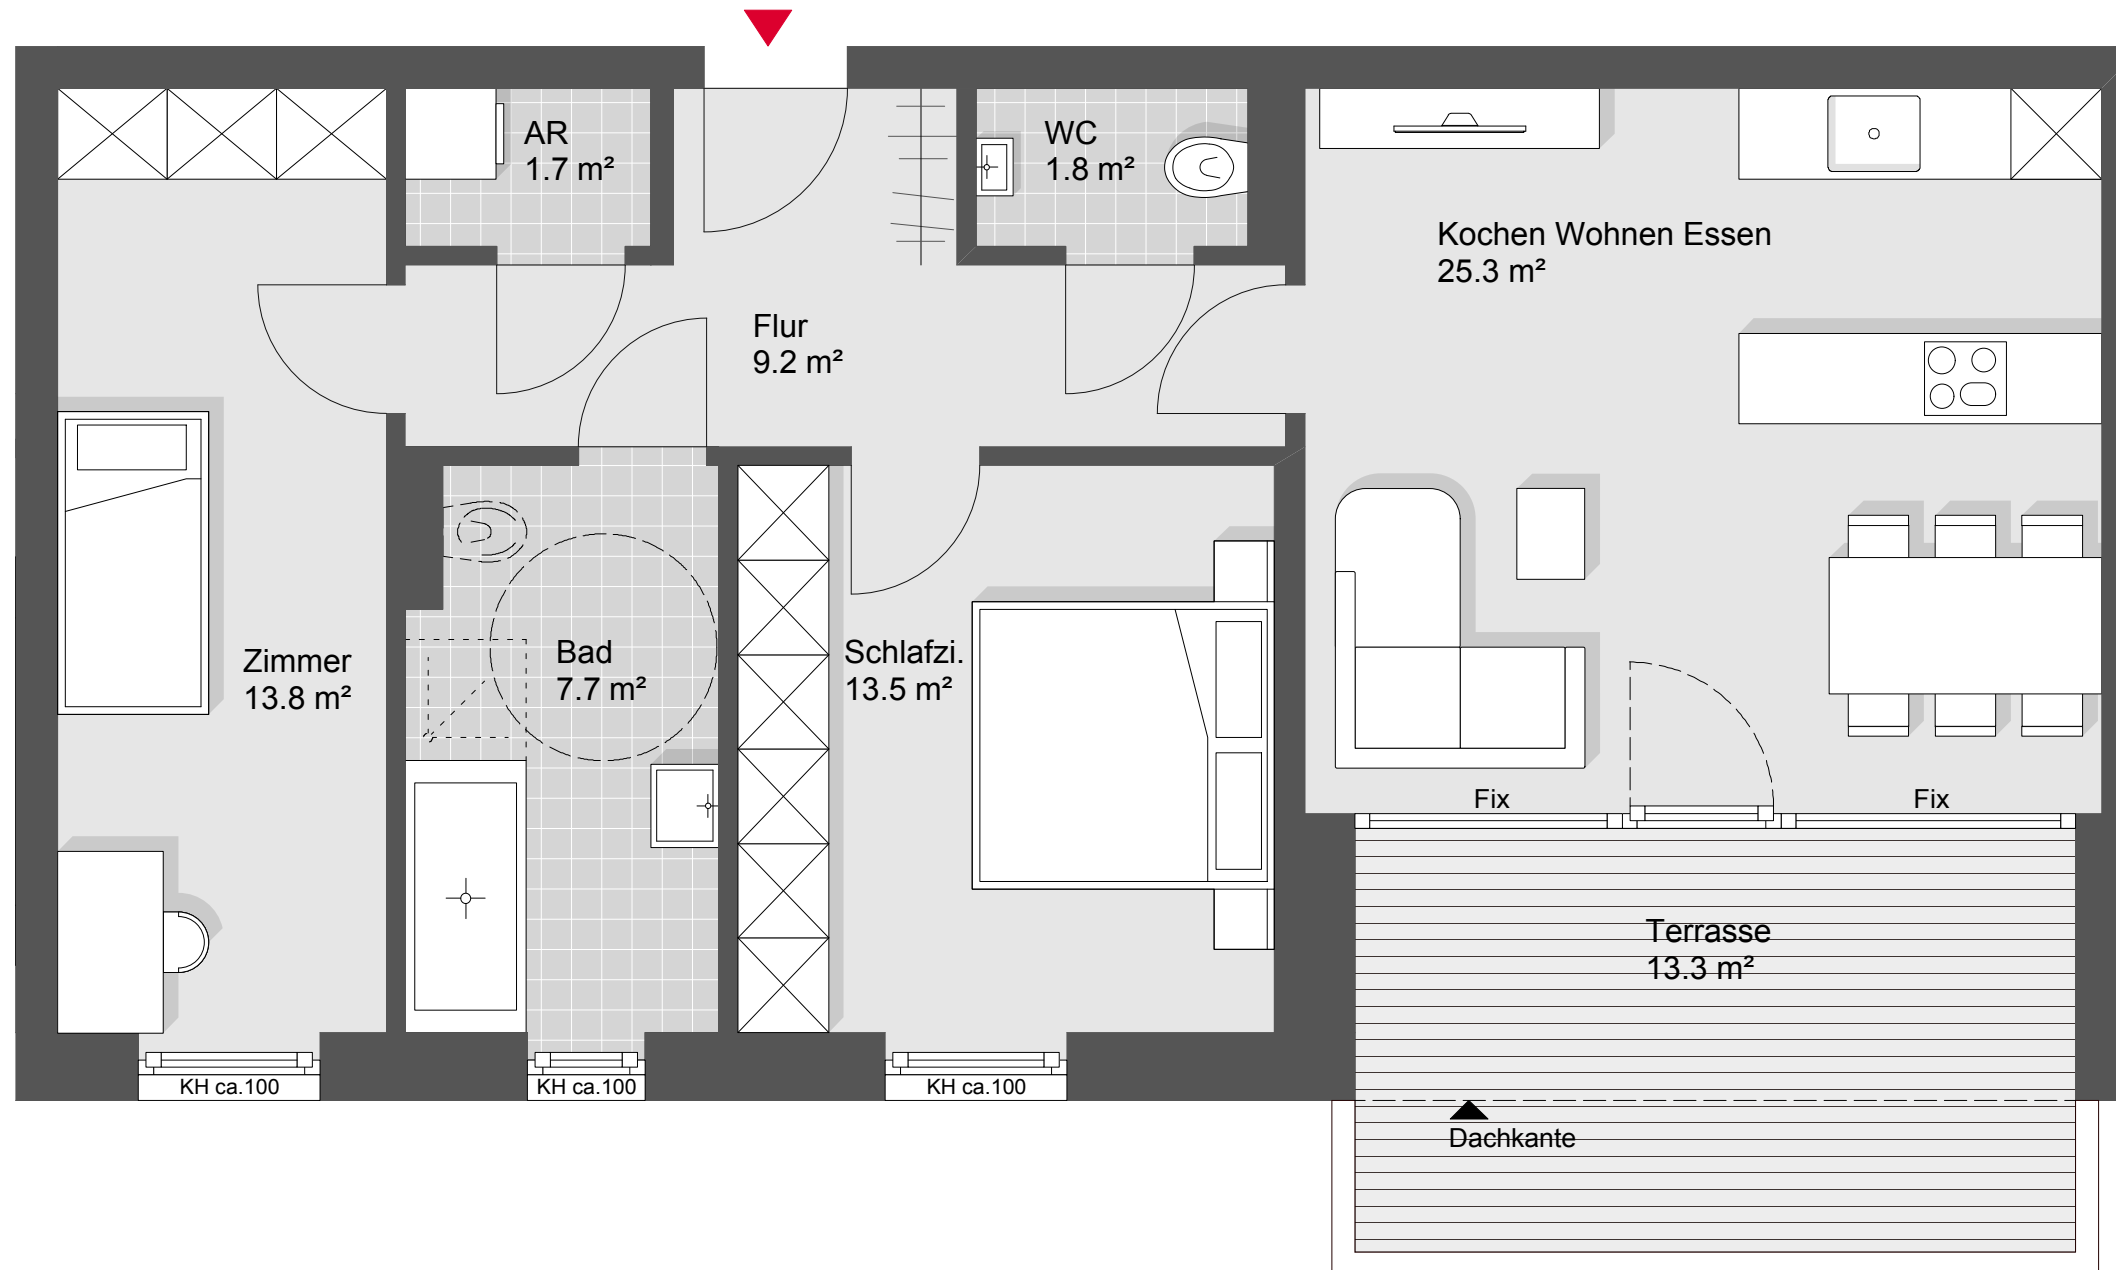 AR
1.7 m²
WC
1.8 m²
Kochen Wohnen Essen
25.3 m²
Flur
9.2 m²
Zimmer
13.8 m²
Bad
7.7 m²
Schlafzi.
13.5 m²
Fix
Fix
Terrasse
13.3 m²
KH ca.100
KH ca.100
KH ca.100
Dachkante